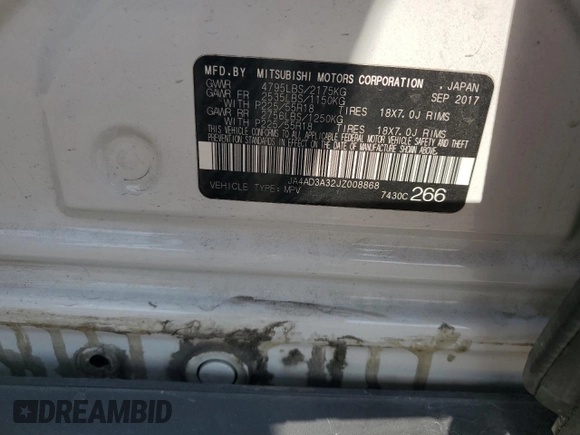 MFD.BY MITSUBISHI MOTORS CORPORATION , JAPAN
GVWR 4795LBS/2175KG SEP 2017
GAWR FR 2535LBS/1150KG
WITH P225/55R18 TIRES 18X7.0J RIMS
GAWR RR 2756LBS/1250KG
WITH P225/55R18 TIRES 18X7.0J RIMS
THIS VEHICLE CONFORMS TO ALL APPLICABLE FEDERAL MOTOR VEHICLE SAFETY, BUMPER, AND THEFT PREVENTION STANDARDS IN EFFECT ON THE DATE OF MANUFACTURE SHOWN ABOVE.
JA4AD3A32JZ008868
VEHICLE TYPE:MPV 7430C 266
DREAMBID